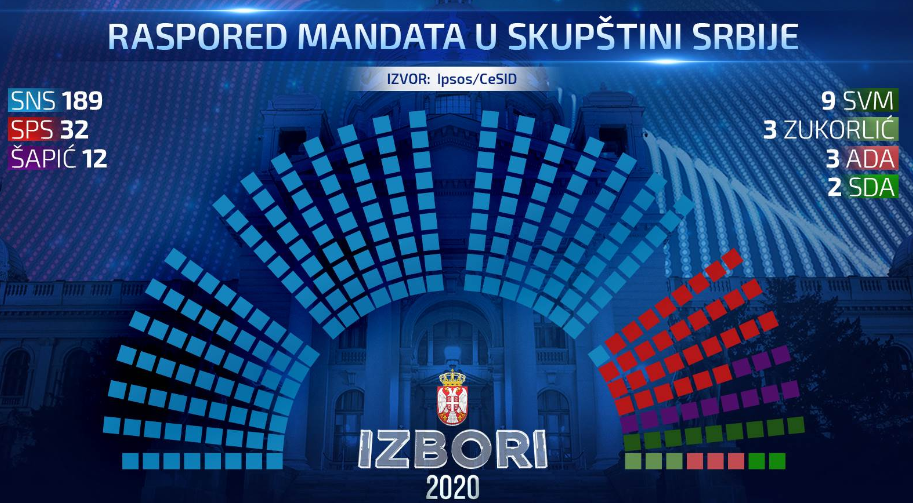 RASPORED MANDATA U SKUPŠTINI SRBIJE
IZVOR: Ipsos/CeSID
SNS 189
SPS 32
ŠAPIĆ 12
9 SVM
3 ZUKORLIĆ
3 ADA
2 SDA
IZBORI
2020